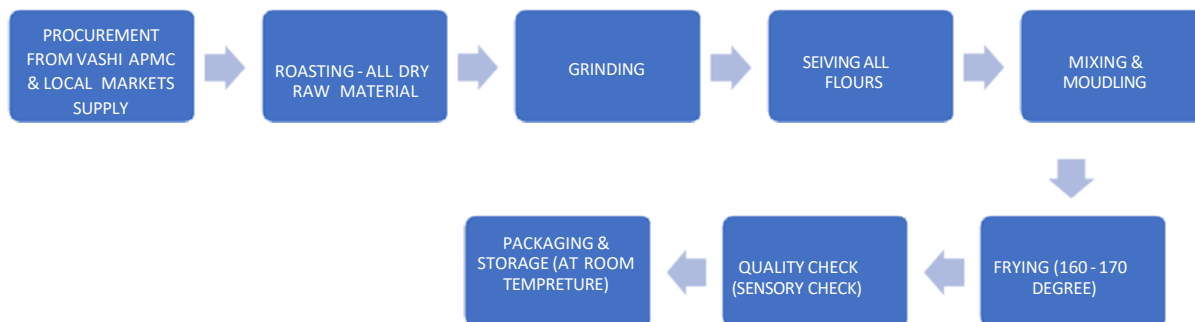 PROCUREMENT
FROM VASHI APMC
& LOCAL MARKETS
SUPPLY
ROASTING - ALL DRY
RAW MATERIAL
GRINDING
SEIVING ALL
FLOURS
MIXING &
MOUDLING
FRYING (160 - 170
DEGREE)
QUALITY CHECK
(SENSORY CHECK)
PACKAGING &
STORAGE (AT ROOM
TEMPRETURE)